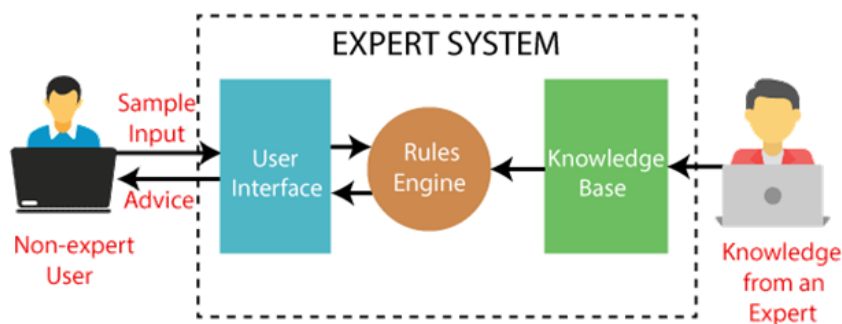 EXPERT SYSTEM
Sample
Input
Advice
Non-expert
User
User
Interface
Rules
Engine
Knowledge
Base
Knowledge
from an
Expert